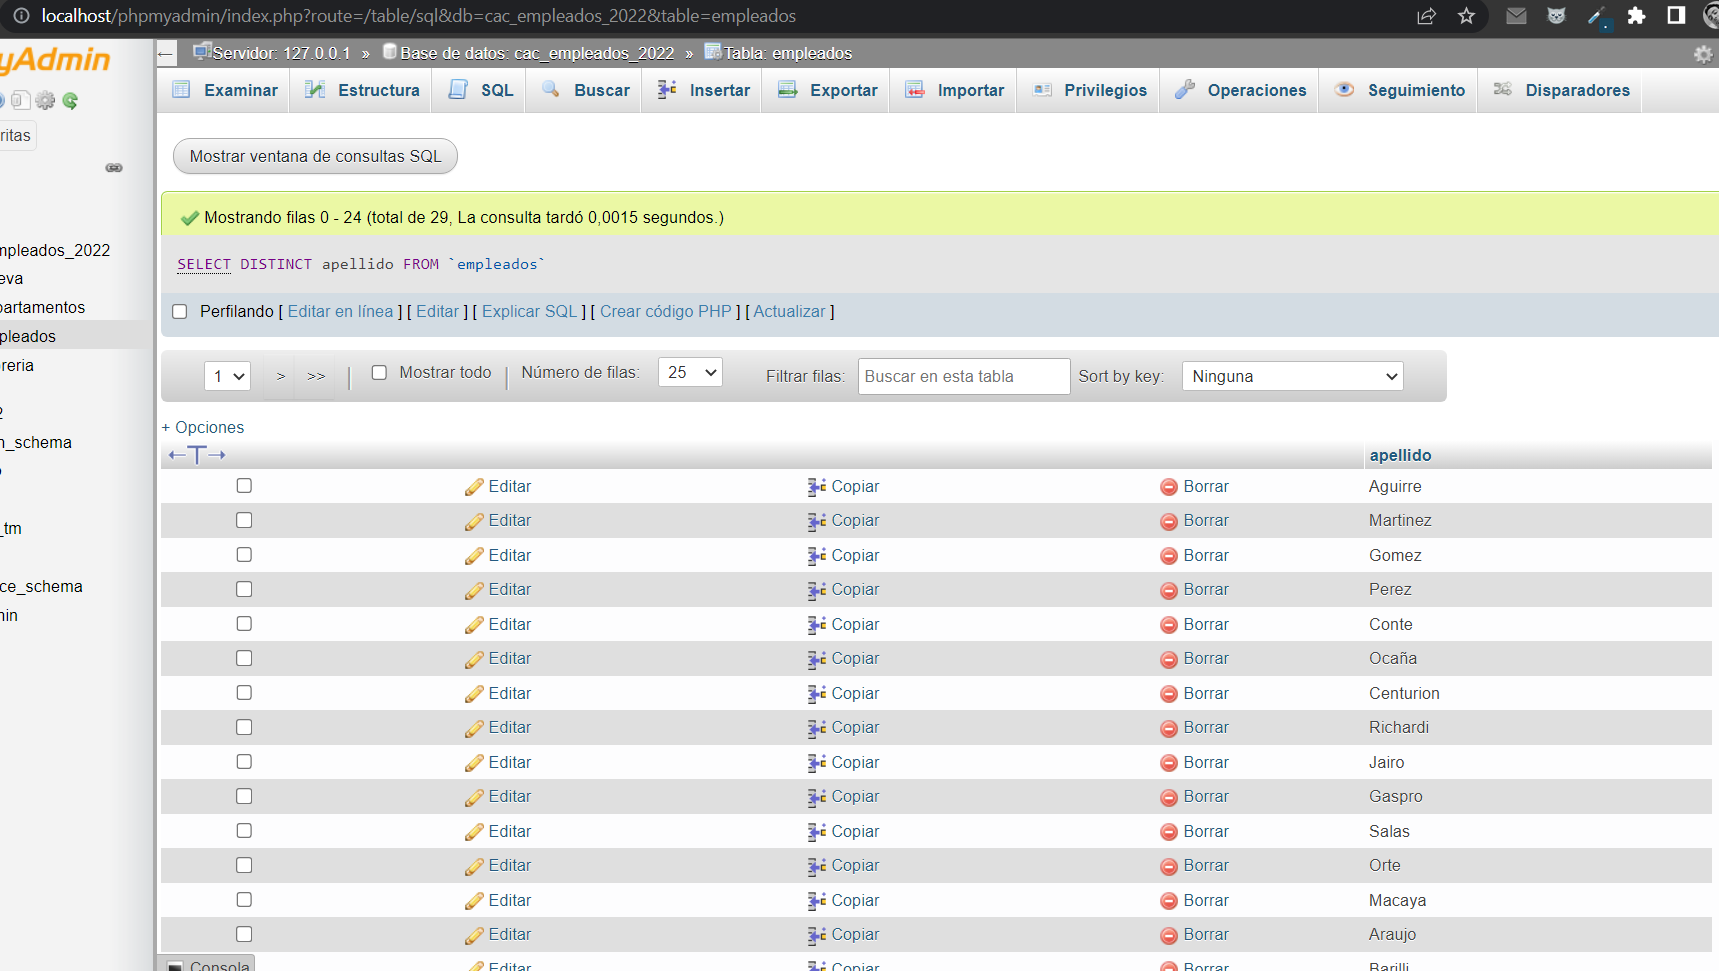 localhost/phpmyadmin/index.php?route=/table/sql&db=cac_empleados_2022&table=empleados
yAdmin
ritas
mpleados_2022
eva
partamentos
pleados
reria
2
n_schema
_tm
ce_schema
min
Servidor: 127.0.0.1 » Base de datos: cac_empleados_2022 » Tabla: empleados
Examinar Estructura SQL Buscar Insertar Exportar Importar Privilegios Operaciones Seguimiento Disparadores
Mostrar ventana de consultas SQL
Mostrando filas 0 - 24 (total de 29, La consulta tardó 0,0015 segundos.)
SELECT DISTINCT apellido FROM `empleados`
Perfilando [ Editar en línea ] [ Editar ] [ Explicar SQL ] [ Crear código PHP ] [ Actualizar ]
1 > >> | Mostrar todo | Número de filas: 25 Filtrar filas: Buscar en esta tabla Sort by key: Ninguna
+ Opciones
←T→ apellido
Editar Copiar Borrar Aguirre
Editar Copiar Borrar Martinez
Editar Copiar Borrar Gomez
Editar Copiar Borrar Perez
Editar Copiar Borrar Conte
Editar Copiar Borrar Ocaña
Editar Copiar Borrar Centurion
Editar Copiar Borrar Richardi
Editar Copiar Borrar Jairo
Editar Copiar Borrar Gaspro
Editar Copiar Borrar Salas
Editar Copiar Borrar Orte
Editar Copiar Borrar Macaya
Editar Copiar Borrar Araujo
Editar Copiar Borrar Barilli
Consola